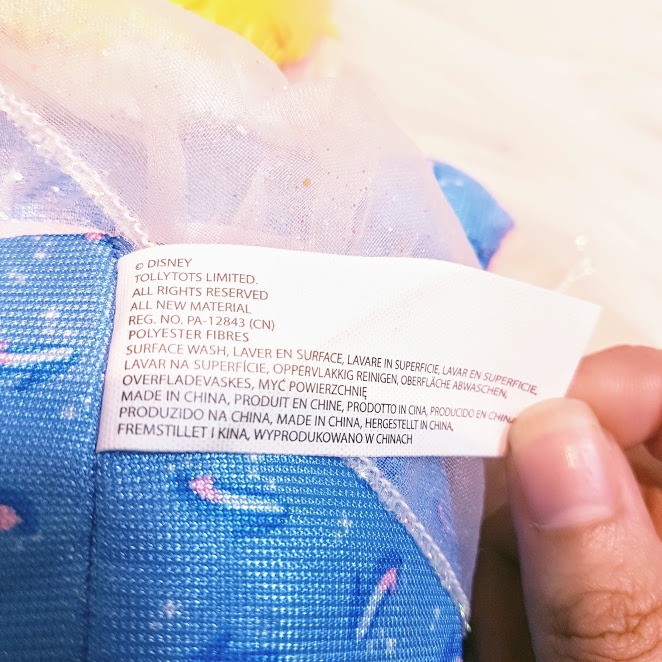 © DISNEY
TOLLYTOTS LIMITED.
ALL RIGHTS RESERVED
ALL NEW MATERIAL
REG. NO. PA-12843 (CN)
POLYESTER FIBRES
SURFACE WASH, LAVER EN SURFACE, LAVARE IN SUPERFICIE, LAVAR EN SUPERFICIE,
LAVAR NA SUPERFÍCIE, OPPERVLAKKIG REINIGEN, OBERFLÄCHE ABWASCHEN,
OVERFLADEVASKES, MYĆ POWIERZCHNIĘ
MADE IN CHINA, PRODUIT EN CHINE, PRODOTTO IN CINA, PRODUCIDO EN CHINA
PRODUZIDO NA CHINA, MADE IN CHINA, HERGESTELLT IN CHINA,
FREMSTILLET I KINA, WYPRODUKOWANO W CHINACH